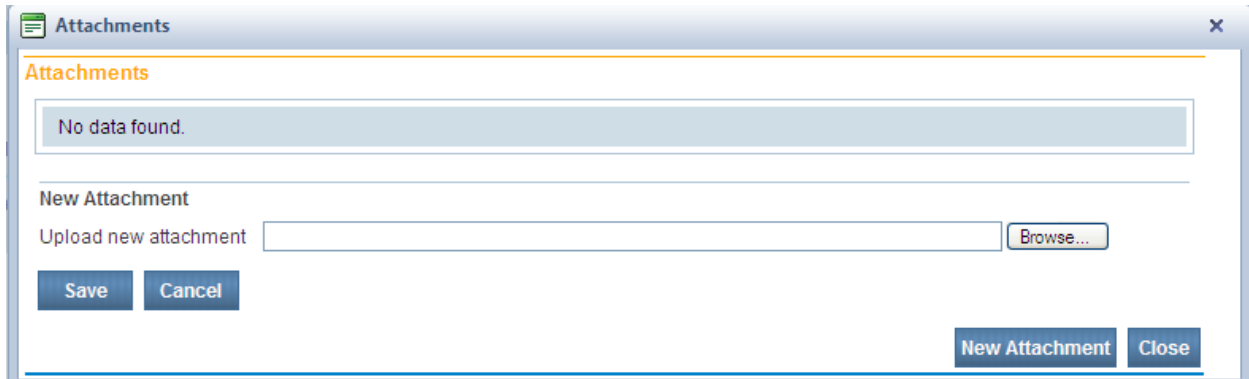 Attachments
Attachments
No data found.
New Attachment
Upload new attachment Browse...
Save Cancel
New Attachment Close